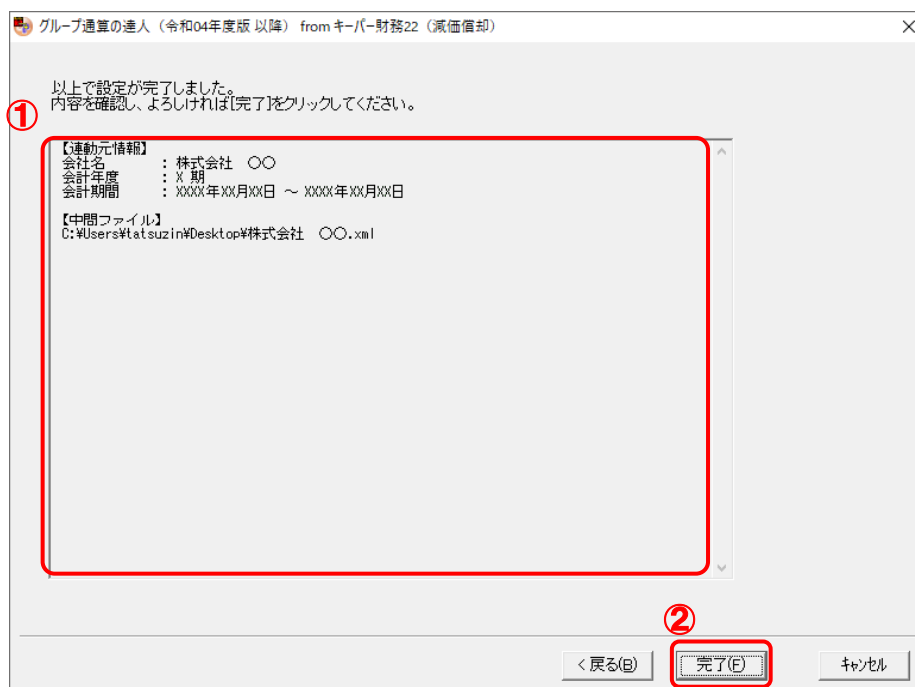 グループ通算の達人（令和04年度版 以降） from キーパー財務22（減価償却）
以上で設定が完了しました。
内容を確認し、よろしければ[完了]をクリックしてください。
①
【連動元情報】
会社名 : 株式会社 〇〇
会計年度 : X 期
会計期間 : XXXX年XX月XX日 ～ XXXX年XX月XX日
【中間ファイル】
C:¥Users¥tatsuzin¥Desktop¥株式会社 〇〇.xml
②
< 戻る(B)
完了(F)
キャンセル